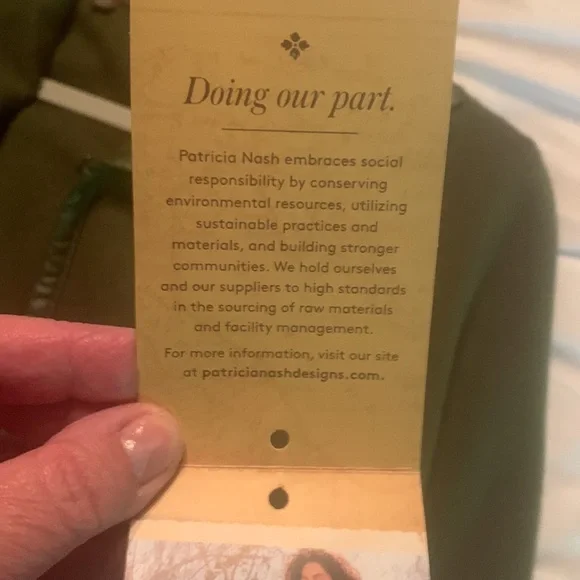 Doing our part.
Patricia Nash embraces social
responsibility by conserving
environmental resources, utilizing
sustainable practices and
materials, and building stronger
communities. We hold ourselves
and our suppliers to high standards
in the sourcing of raw materials
and facility management.
For more information, visit our site
at patricianashdesigns.com.